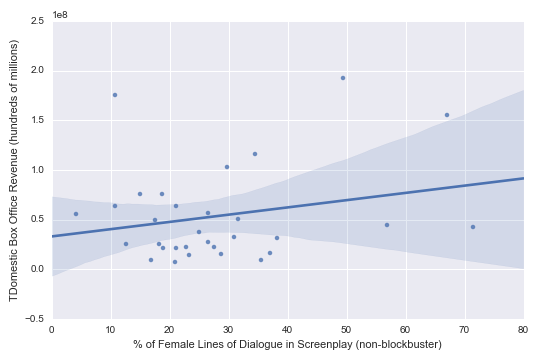 1e8
2.5
2.0
1.5
1.0
0.5
0.0
−0.5
TDomestic Box Office Revenue (hundreds of millions)
0 10 20 30 40 50 60 70 80
% of Female Lines of Dialogue in Screenplay (non-blockbuster)